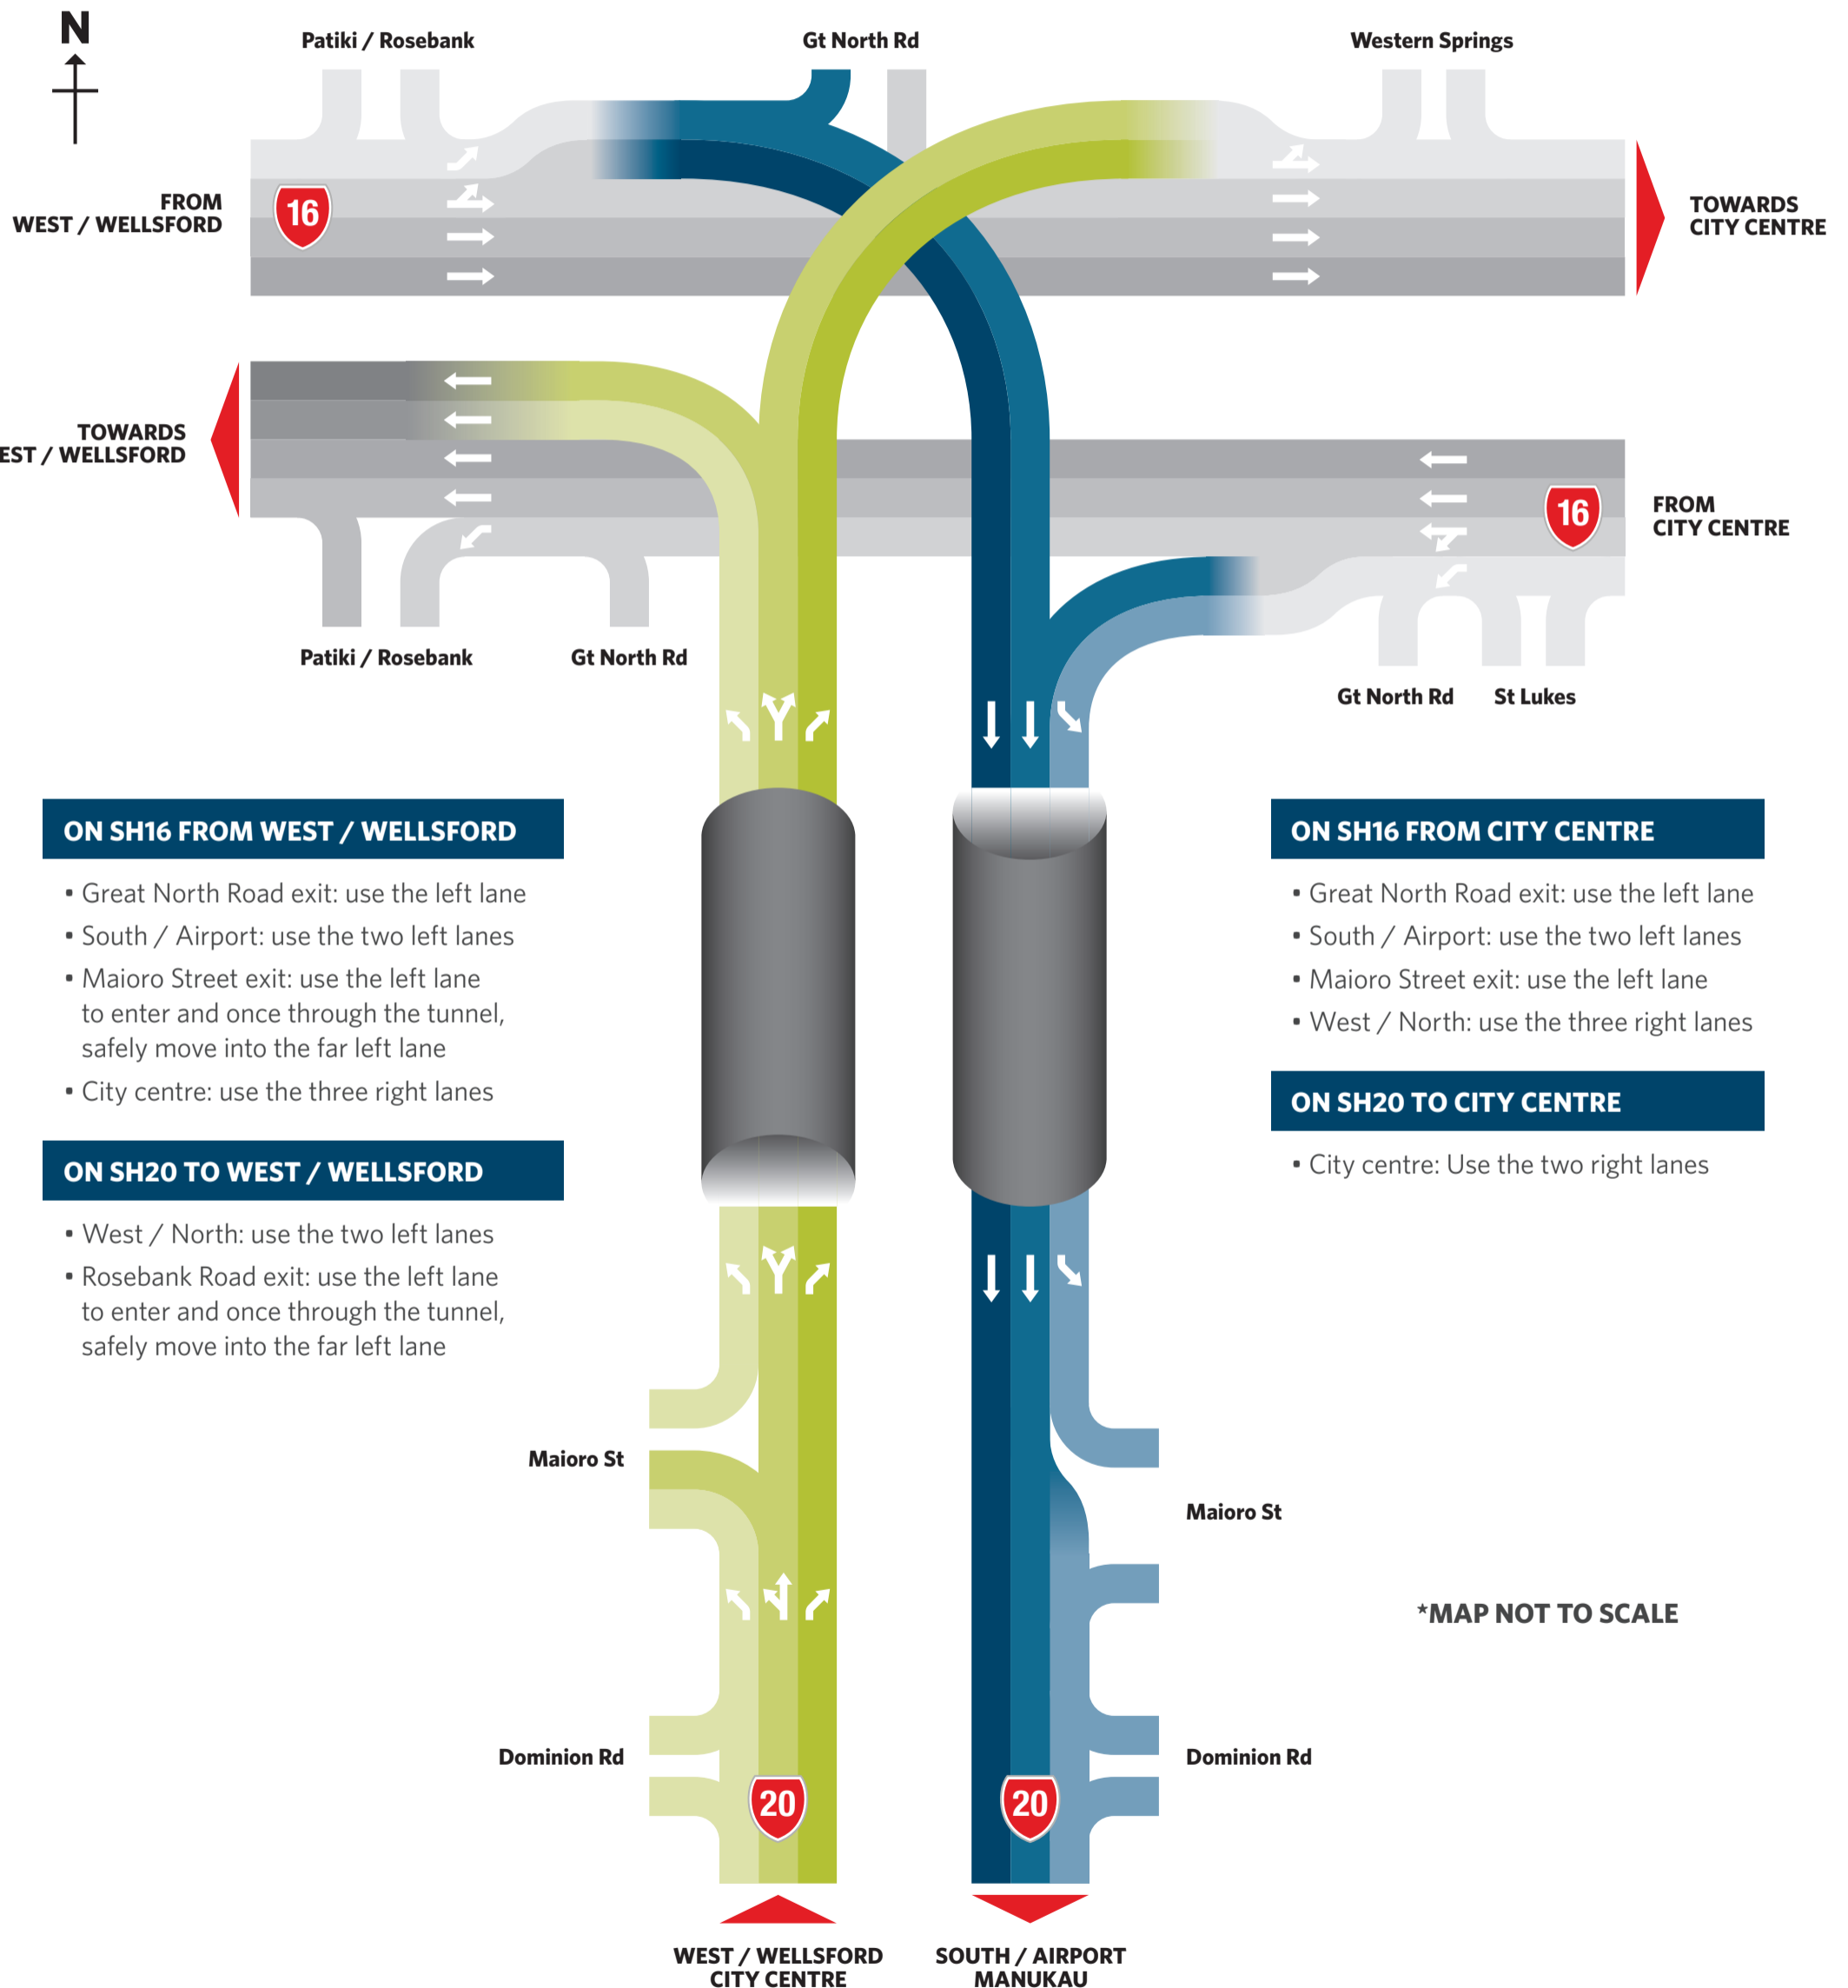 N
Patiki / Rosebank
Gt North Rd
Western Springs
FROM
WEST / WELLSFORD
16
TOWARDS
CITY CENTRE
TOWARDS
EST / WELLSFORD
16
FROM
CITY CENTRE
Patiki / Rosebank
Gt North Rd
Gt North Rd
St Lukes
ON SH16 FROM WEST / WELLSFORD
• Great North Road exit: use the left lane
• South / Airport: use the two left lanes
• Maioro Street exit: use the left lane
to enter and once through the tunnel,
safely move into the far left lane
• City centre: use the three right lanes
ON SH20 TO WEST / WELLSFORD
• West / North: use the two left lanes
• Rosebank Road exit: use the left lane
to enter and once through the tunnel,
safely move into the far left lane
ON SH16 FROM CITY CENTRE
• Great North Road exit: use the left lane
• South / Airport: use the two left lanes
• Maioro Street exit: use the left lane
• West / North: use the three right lanes
ON SH20 TO CITY CENTRE
• City centre: Use the two right lanes
Maioro St
Maioro St
*MAP NOT TO SCALE
Dominion Rd
Dominion Rd
20
20
WEST / WELLSFORD
CITY CENTRE
SOUTH / AIRPORT
MANUKAU